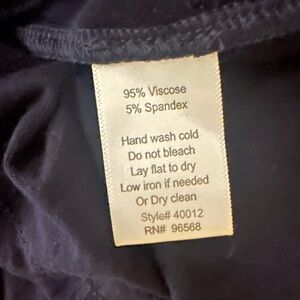 95% Viscose
5% Spandex
Hand wash cold
Do not bleach
Lay flat to dry
Low iron if needed
Or Dry clean
Style# 40012
RN# 96568